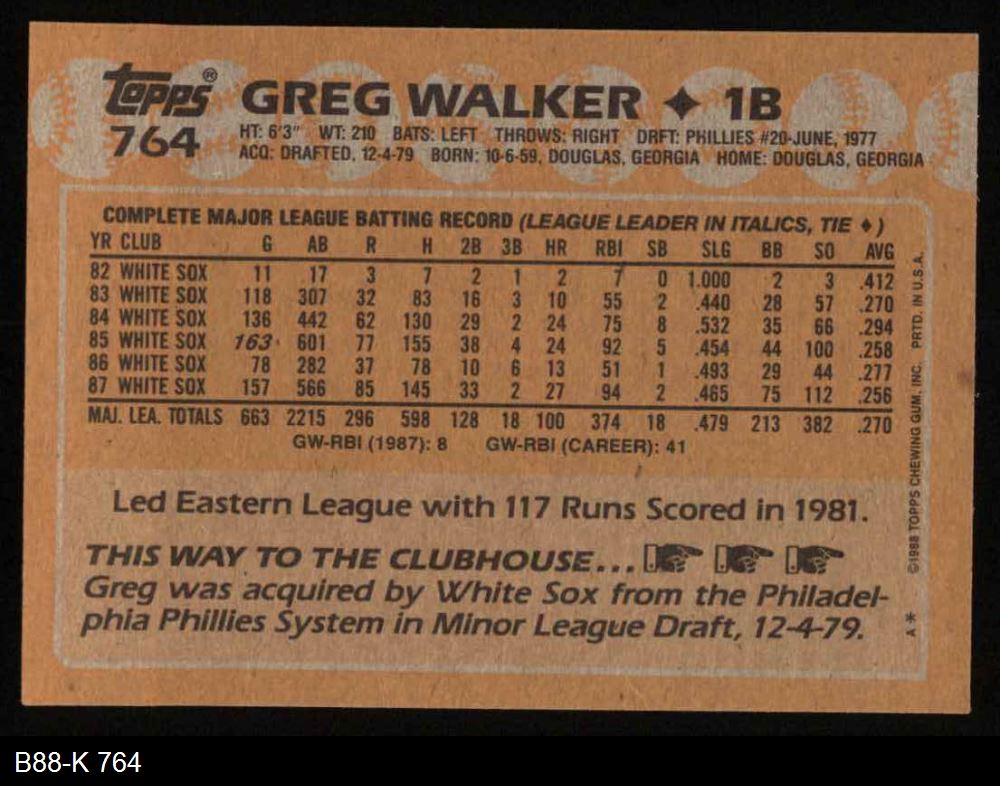 topps® GREG WALKER ✦ 1B
764 HT: 6'3" WT: 210 BATS: LEFT THROWS: RIGHT DRFT: PHILLIES #20-JUNE, 1977
ACQ: DRAFTED, 12-4-79 BORN: 10-6-59, DOUGLAS, GEORGIA HOME: DOUGLAS, GEORGIA
COMPLETE MAJOR LEAGUE BATTING RECORD (LEAGUE LEADER IN ITALICS, TIE ♦)
YR CLUB G AB R H 2B 3B HR RBI SB SLG BB SO AVG
82 WHITE SOX 11 17 3 7 2 1 2 7 0 1.000 2 3 .412
83 WHITE SOX 118 307 32 83 16 3 10 55 2 .440 28 57 .270
84 WHITE SOX 136 442 62 130 29 2 24 75 8 .532 35 66 .294
85 WHITE SOX 163♦ 601 77 155 38 4 24 92 5 .454 44 100 .258
86 WHITE SOX 78 282 37 78 10 6 13 51 1 .493 29 44 .277
87 WHITE SOX 157 566 85 145 33 2 27 94 2 .465 75 112 .256
MAJ. LEA. TOTALS 663 2215 296 598 128 18 100 374 18 .479 213 382 .270
GW-RBI (1987): 8 GW-RBI (CAREER): 41
Led Eastern League with 117 Runs Scored in 1981.
THIS WAY TO THE CLUBHOUSE...
Greg was acquired by White Sox from the Philadel-
phia Phillies System in Minor League Draft, 12-4-79.
A* ©1988 TOPPS CHEWING GUM, INC. PRTD. IN U.S.A.
B88-K 764